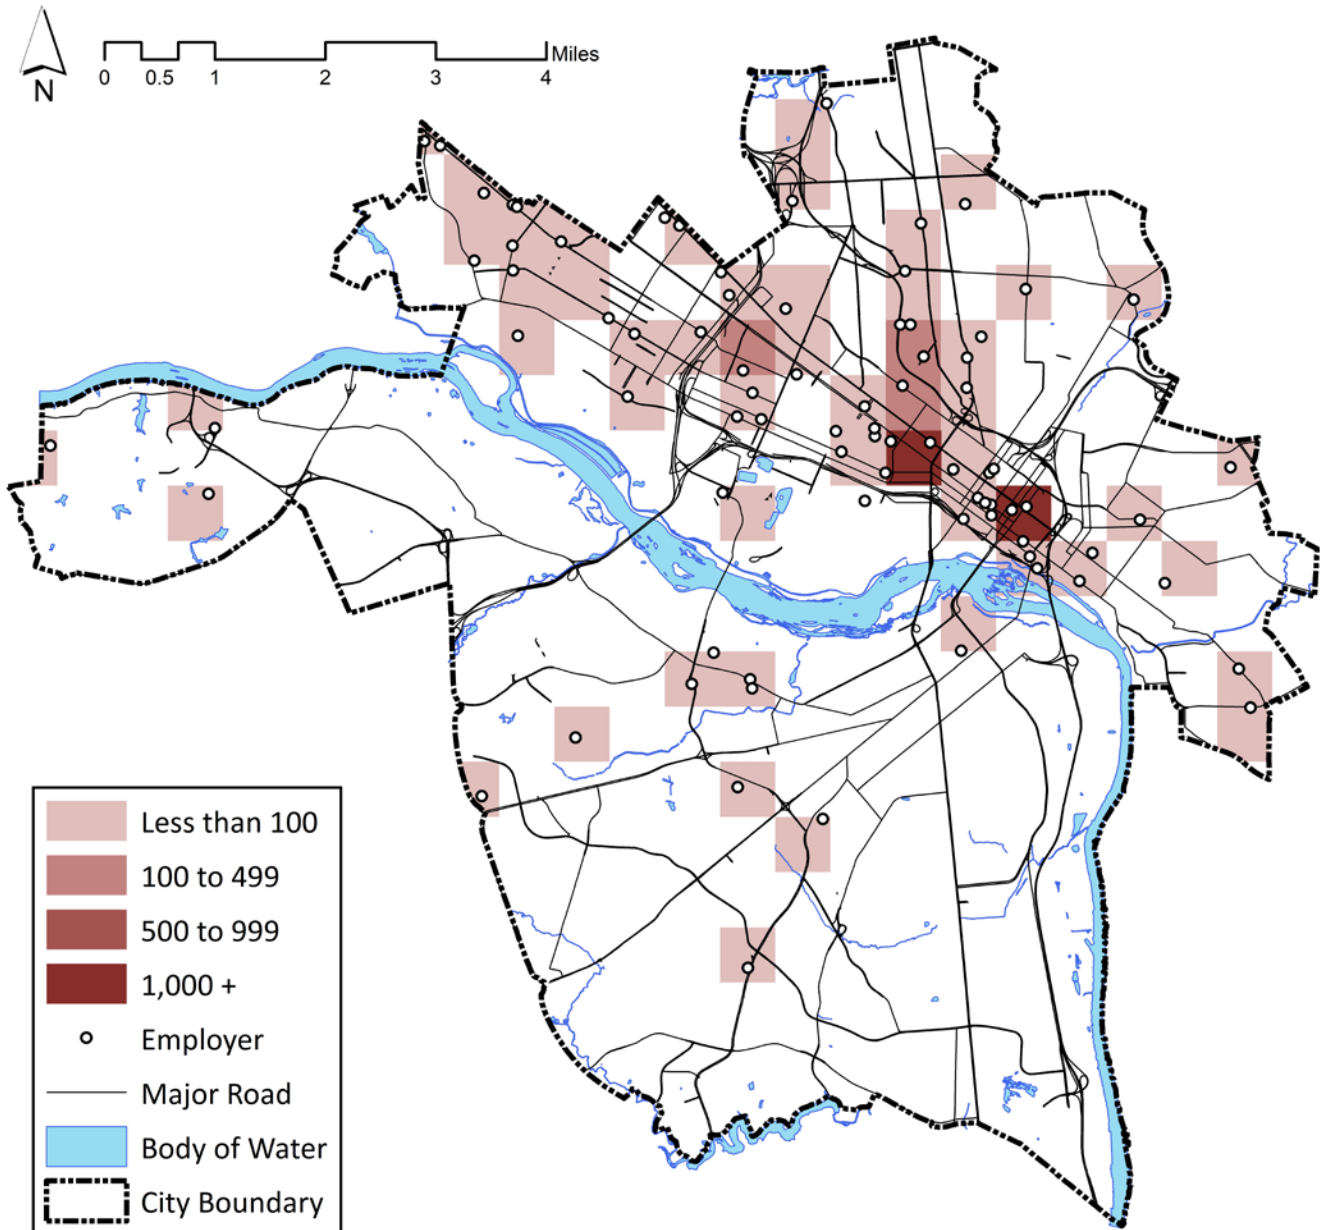 N
0 0.5 1 2 3 4 Miles
Less than 100
100 to 499
500 to 999
1,000 +
Employer
Major Road
Body of Water
City Boundary